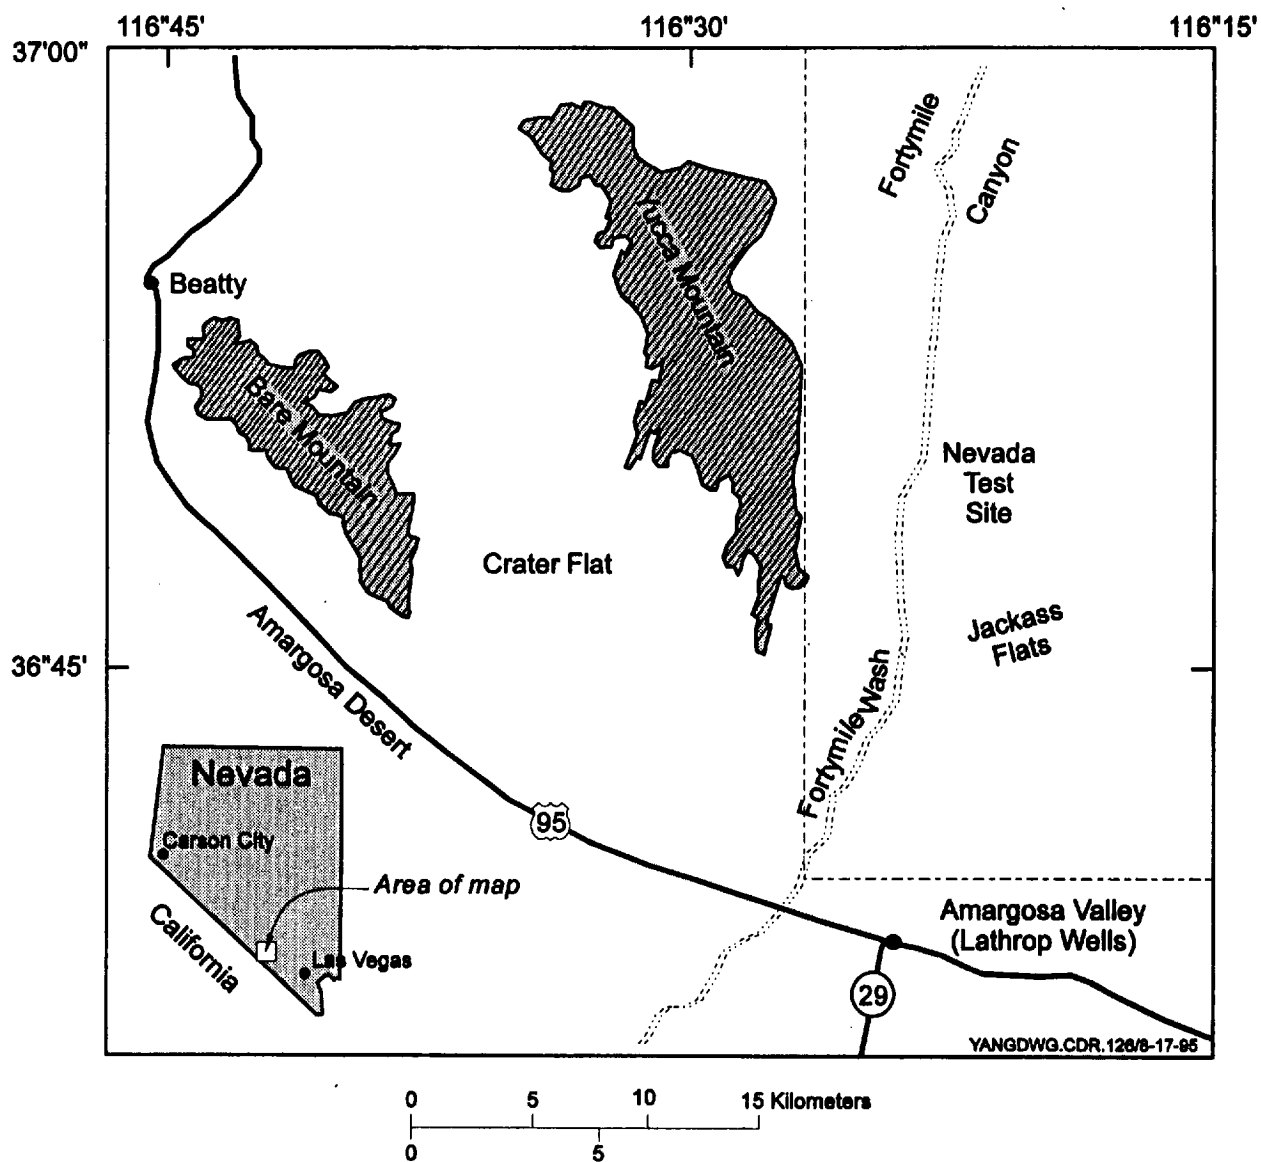 116"45' 116"30' 116"15'
37'00"
Fortymile
Canyon
Yucca Mountain
Beatty
Bare Mountain
Nevada
Test
Site
Crater Flat
Jackass
Flats
36"45'
Amargosa Desert
Fortymile Wash
Nevada
Carson City
95
Area of map
California
Las Vegas
Amargosa Valley
(Lathrop Wells)
29
YANGDWG.CDR.126/8-17-95
0 5 10 15 Kilometers
0 5